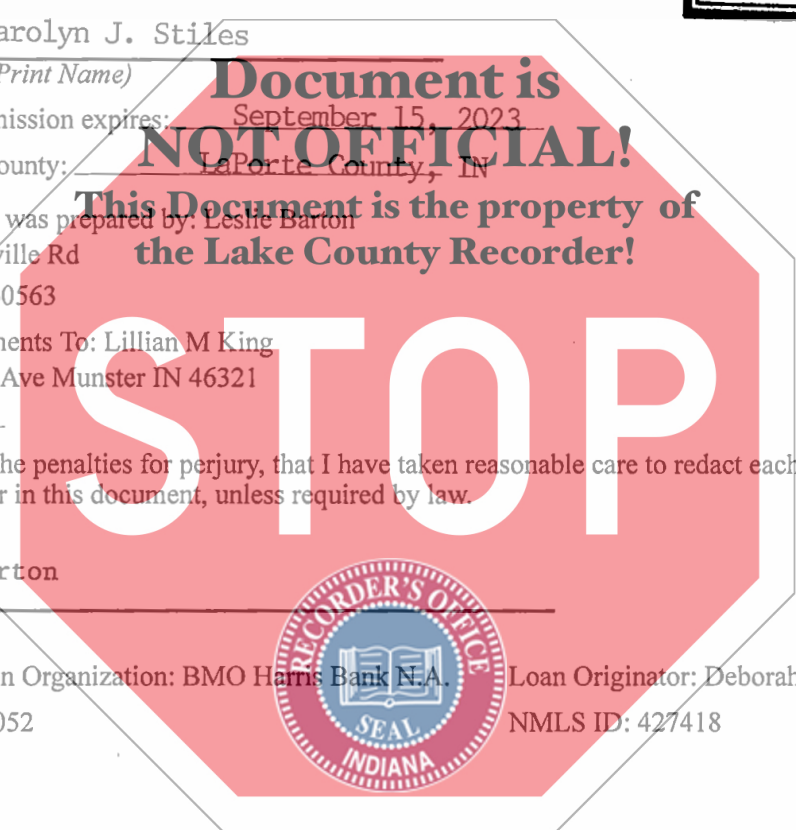 arolyn J. Stiles
Print Name)
Document is
nission expires: September 15, 2023
NOT OFFICIAL!
ounty: LaPorte County, IN
This Document is the property of
was prepared by: Leslie Barton
ville Rd
the Lake County Recorder!
0563
nents To: Lillian M King
Ave Munster IN 46321
STOP
he penalties for perjury, that I have taken reasonable care to redact each
r in this document, unless required by law.
rton
RECORDER'S OFFICE
n Organization: BMO Harris Bank N.A. Loan Originator: Deborah
052 NMLS ID: 427418
SEAL
INDIANA